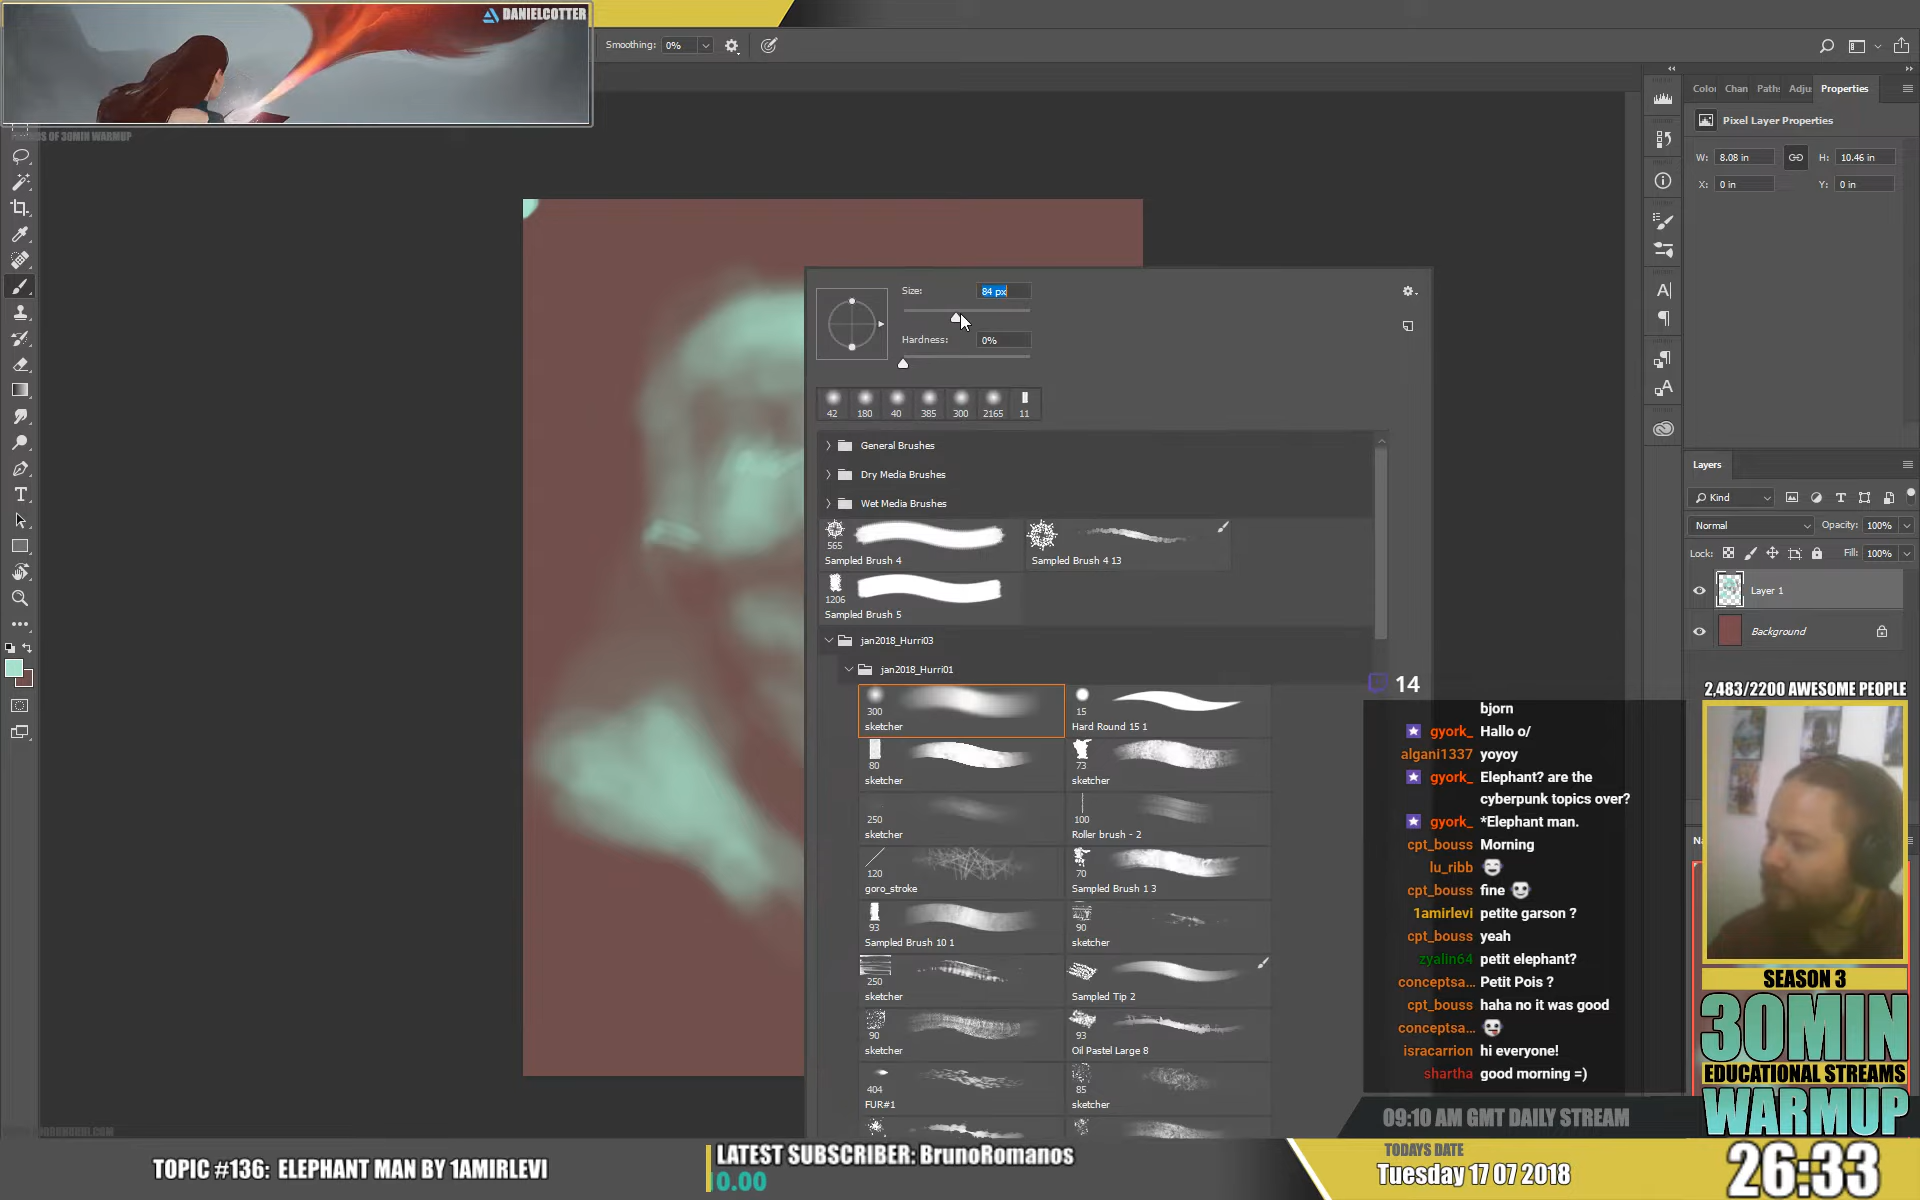 DANIELCOTTER
Smoothing: 0%
OF 30MIN WARMUP
Color Chan Paths Adju Properties
Pixel Layer Properties
W: 8.08 in H: 10.46 in
X: 0 in Y: 0 in
Size: 84 px
Hardness: 0%
42 180 40 385 300 2165 11
General Brushes
Dry Media Brushes
Wet Media Brushes
565
Sampled Brush 4 Sampled Brush 4 13
1206
Sampled Brush 5
jan2018_Hurri03
jan2018_Hurri01
300 15
sketcher Hard Round 15 1
80 73
sketcher sketcher
250 100
sketcher Roller brush - 2
120 70
goro_stroke Sampled Brush 1 3
93 90
Sampled Brush 10 1 sketcher
250
sketcher Sampled Tip 2
90 93
sketcher Oil Pastel Large 8
404 85
FUR#1 sketcher
Layers
Kind
Normal Opacity: 100%
Lock: Fill: 100%
Layer 1
Background
2,483/2200 AWESOME PEOPLE
14
bjorn
gyork_ Hallo o/
algani1337 yoyoy
gyork_ Elephant? are the
cyberpunk topics over?
gyork_ *Elephant man.
cpt_bouss Morning
lu_ribb
cpt_bouss fine
1amirlevi petite garson ?
cpt_bouss yeah
zyalin64 petit elephant?
conceptsa... Petit Pois ?
cpt_bouss haha no it was good
conceptsa...
isracarrion hi everyone!
shartha good morning =)
SEASON 3
30MIN
EDUCATIONAL STREAMS
WARMUP
26:33
09:10 AM GMT DAILY STREAM
TODAYS DATE
Tuesday 17 07 2018
LATEST SUBSCRIBER: BrunoRomanos
0.00
TOPIC #136: ELEPHANT MAN BY 1AMIRLEVI